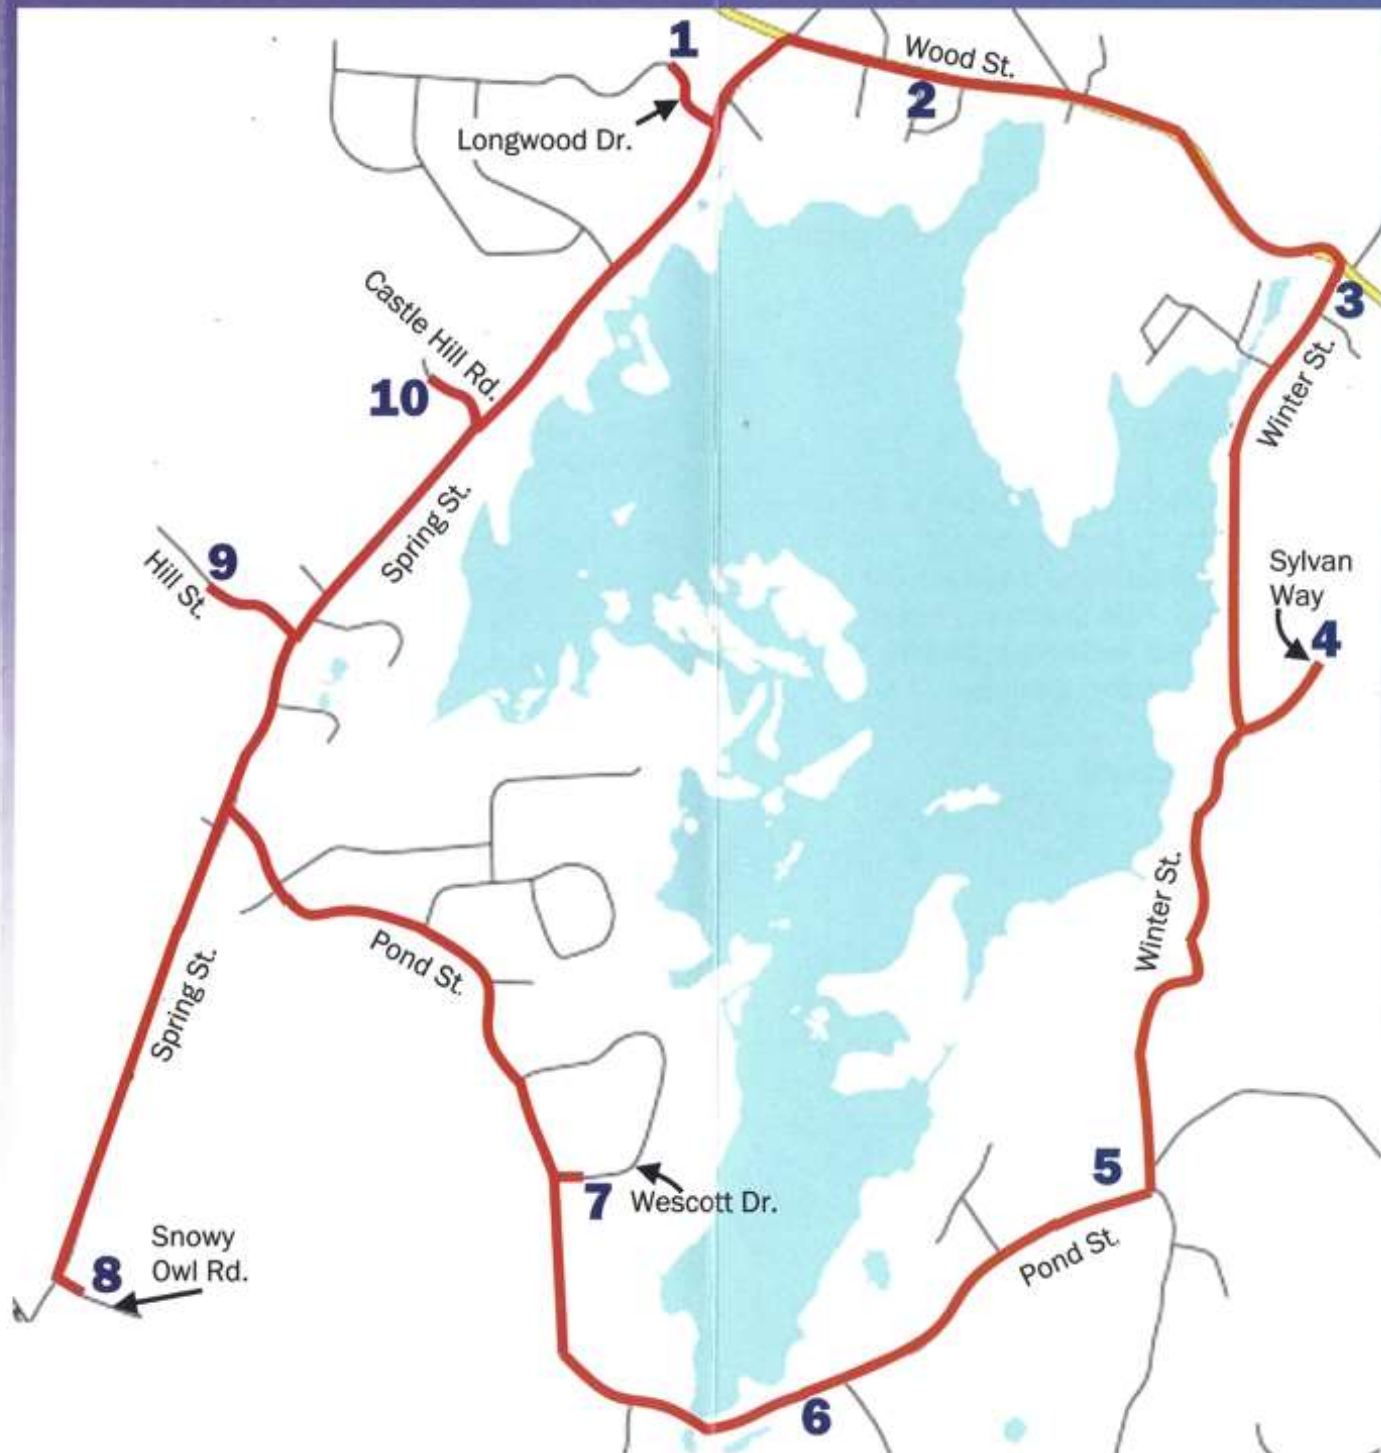 1
Wood St.
2
Longwood Dr.
Castle Hill Rd.
3
10
Winter St.
Spring St.
9
Hill St.
Sylvan
Way
4
Winter St.
Pond St.
Spring St.
5
7
Wescott Dr.
Snowy
Owl Rd.
8
Pond St.
6